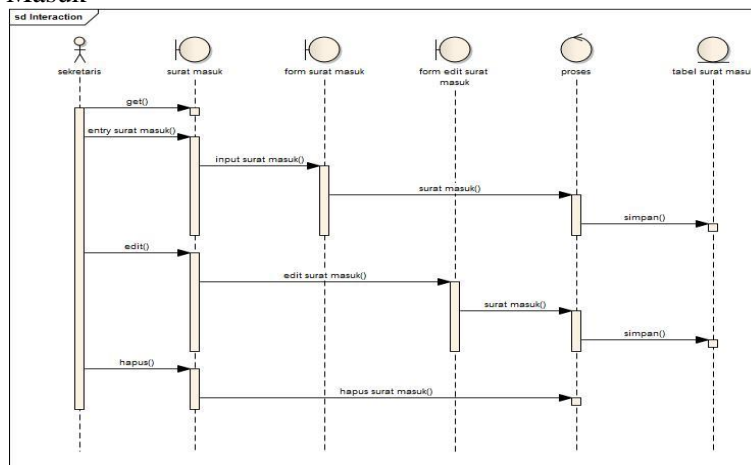 Masuk
sd Interaction
sekretaris
surat masuk
form surat masuk
form edit surat
masuk
proses
tabel surat masu
get()
entry surat masuk()
input surat masuk()
surat masuk()
simpan()
edit()
edit surat masuk()
surat masuk()
simpan()
hapus()
hapus surat masuk()